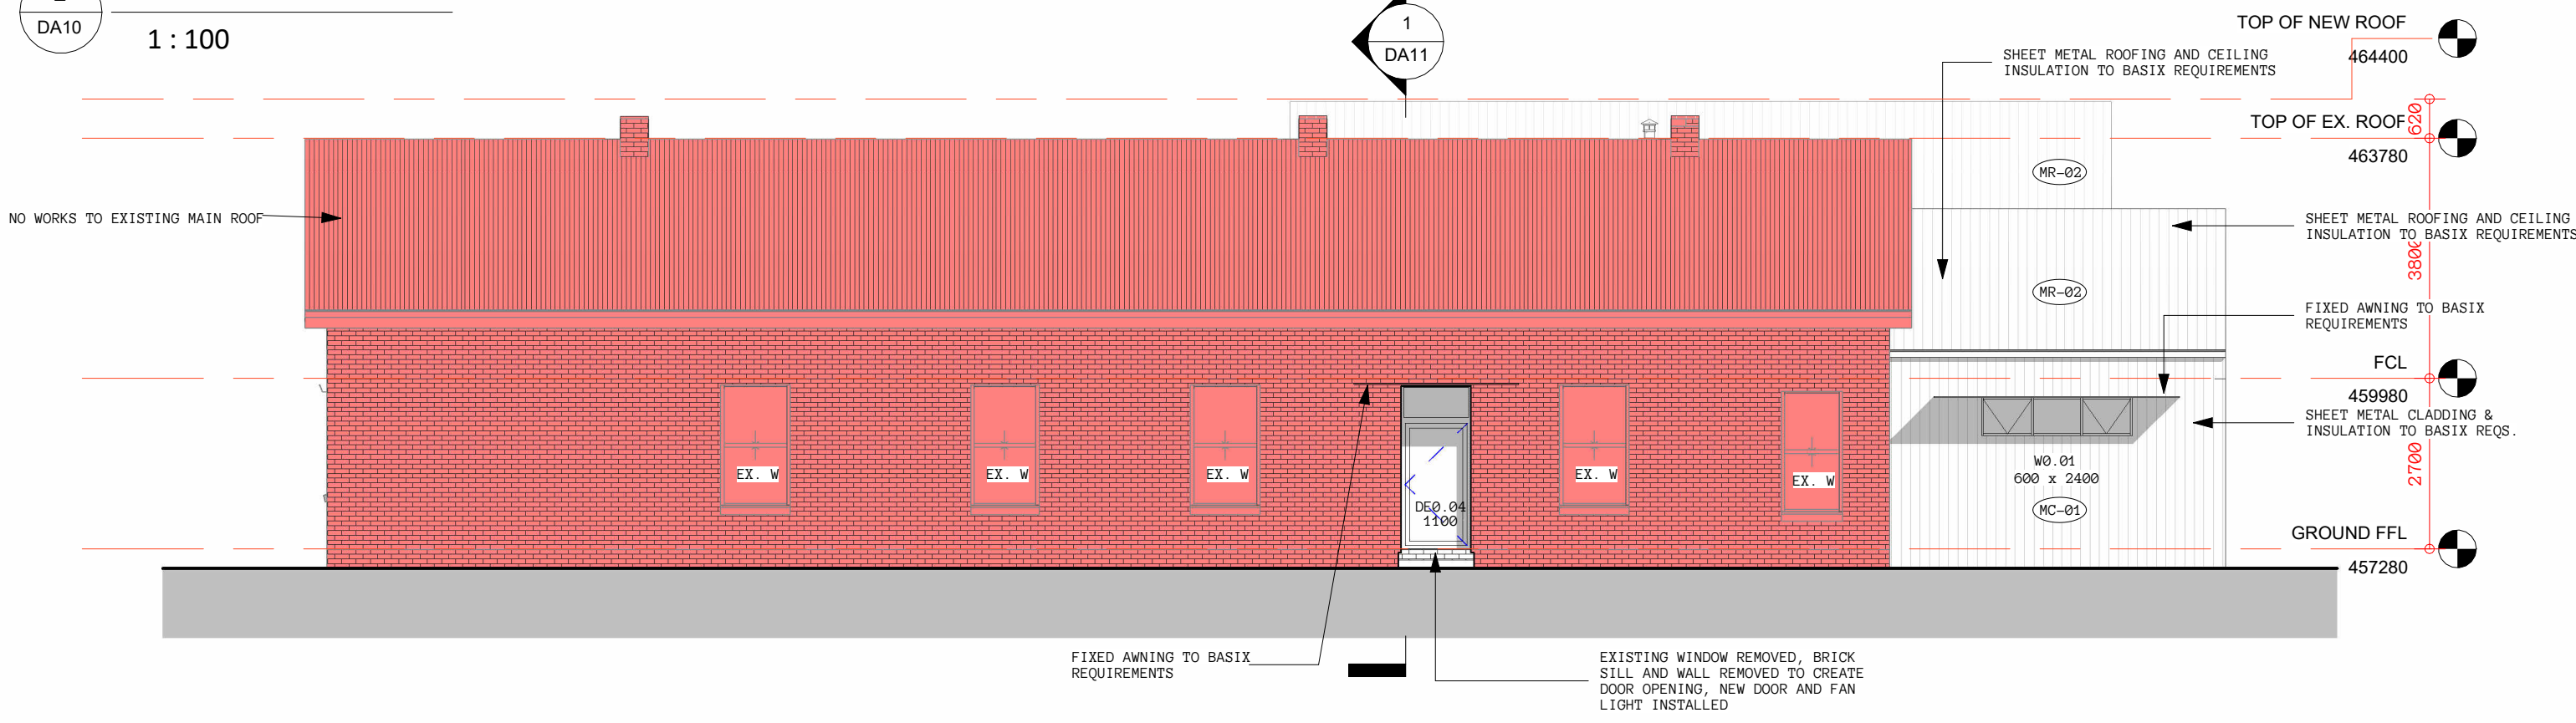 DA10
1 : 100
1
DA11
TOP OF NEW ROOF
464400
SHEET METAL ROOFING AND CEILING
INSULATION TO BASIX REQUIREMENTS
620
TOP OF EX. ROOF
463780
MR-02
NO WORKS TO EXISTING MAIN ROOF
SHEET METAL ROOFING AND CEILING
INSULATION TO BASIX REQUIREMENTS
3800
MR-02
FIXED AWNING TO BASIX
REQUIREMENTS
FCL
459980
SHEET METAL CLADDING &
INSULATION TO BASIX REQS.
2700
W0.01
600 x 2400
MC-01
EX. W
EX. W
EX. W
EX. W
EX. W
DE0.04
1100
GROUND FFL
457280
FIXED AWNING TO BASIX
REQUIREMENTS
EXISTING WINDOW REMOVED, BRICK
SILL AND WALL REMOVED TO CREATE
DOOR OPENING, NEW DOOR AND FAN
LIGHT INSTALLED